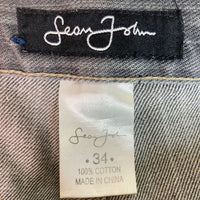 Sean John
Sean John
• 34 •
100% COTTON
MADE IN CHINA